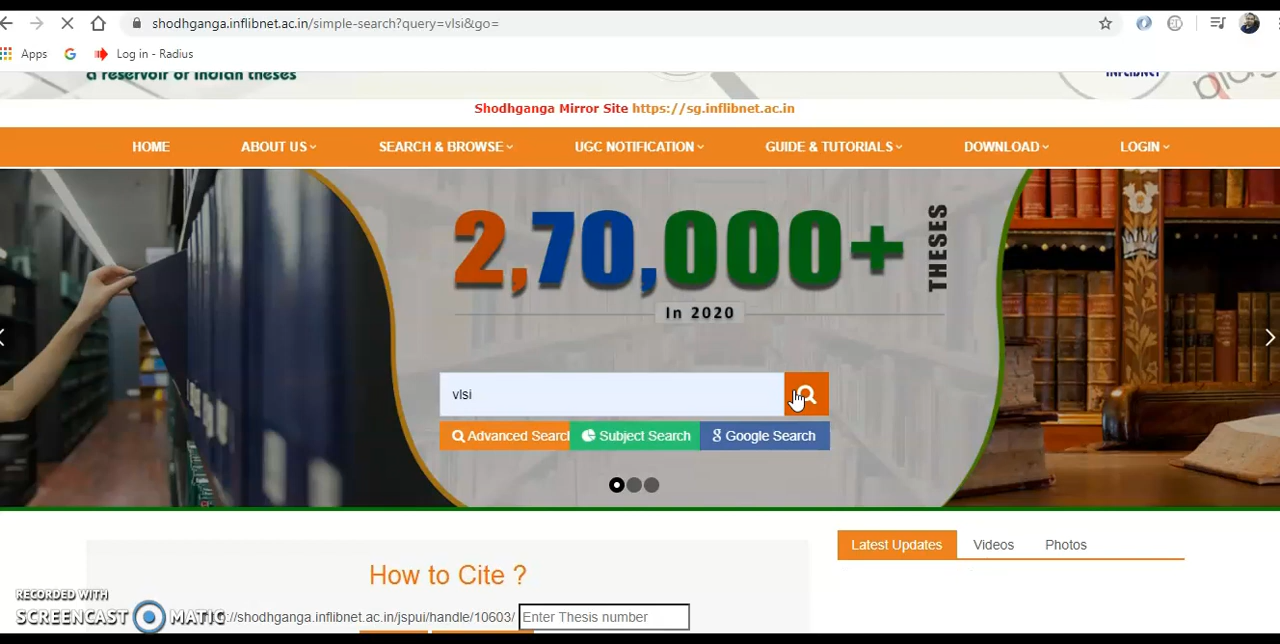 shodhganga.inflibnet.ac.in/simple-search?query=vlsi&go=
Apps Log in - Radius
a reservoir of Indian theses
INFLIBNET
Shodhganga Mirror Site https://sg.inflibnet.ac.in
HOME ABOUT US SEARCH & BROWSE UGC NOTIFICATION GUIDE & TUTORIALS DOWNLOAD LOGIN
2,70,000+ THESES
In 2020
vlsi
Advanced Search Subject Search Google Search
Latest Updates Videos Photos
How to Cite ?
RECORDED WITH
SCREENCAST MATIC
://shodhganga.inflibnet.ac.in/jspui/handle/10603/ Enter Thesis number